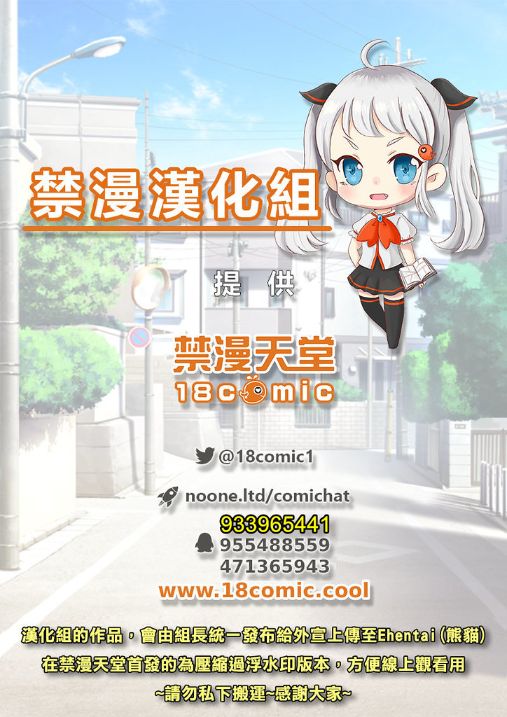 禁漫漢化組
提 供
禁漫天堂
18comic
@18comic1
noone.ltd/comichat
933965441
955488559
471365943
www.18comic.cool
漢化組的作品，會由組長統一發布給外宣上傳至Ehentai(熊貓)
在禁漫天堂首發的為壓縮過浮水印版本，方便線上觀看用
~請勿私下搬運~感謝大家~